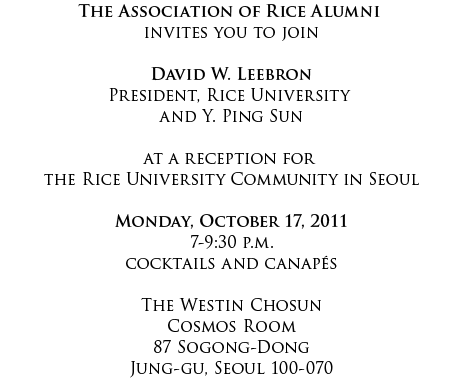 The Association of Rice Alumni
invites you to join
David W. Leebron
President, Rice University
and Y. Ping Sun
at a reception for
the Rice University Community in Seoul
Monday, October 17, 2011
7-9:30 p.m.
cocktails and canapés
The Westin Chosun
Cosmos Room
87 Sogong-Dong
Jung-gu, Seoul 100-070